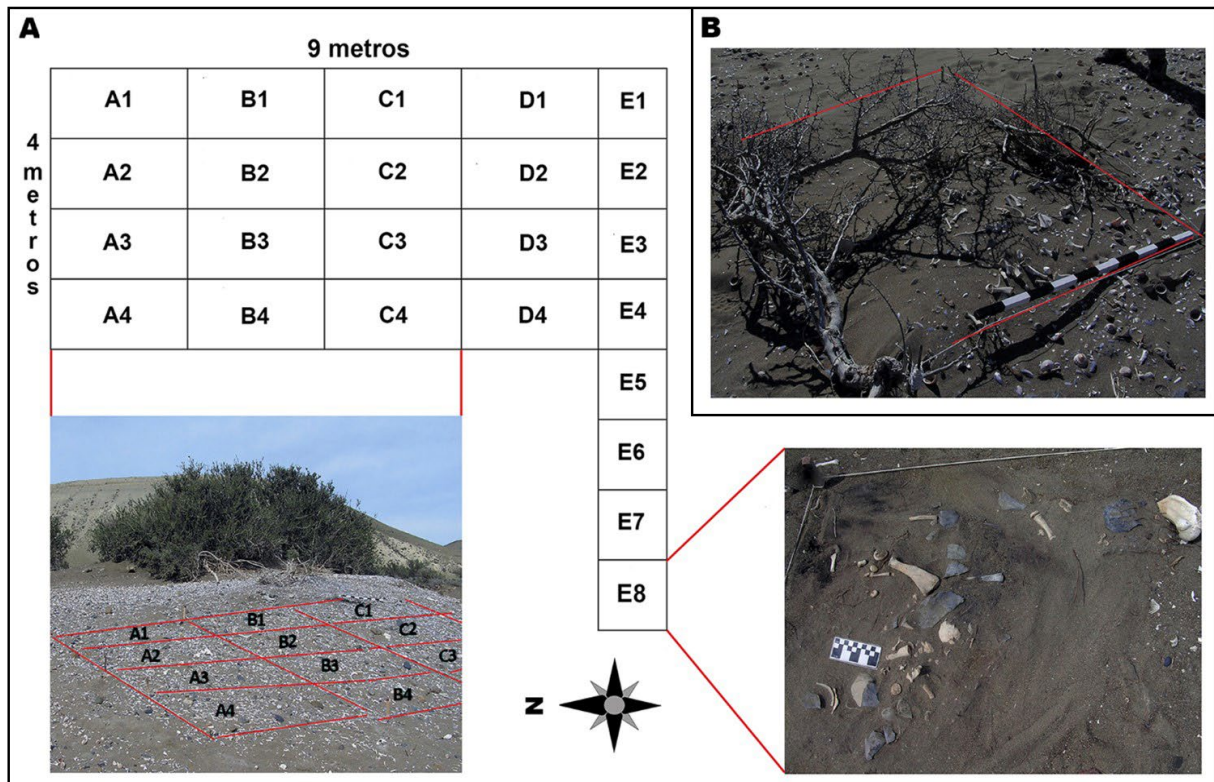 A
9 metros
4 metros
A1 B1 C1 D1 E1
A2 B2 C2 D2 E2
A3 B3 C3 D3 E3
A4 B4 C4 D4 E4
E5
E6
E7
E8
A1 B1 C1
A2 B2 C2
A3 B3 C3
A4 B4
N
B